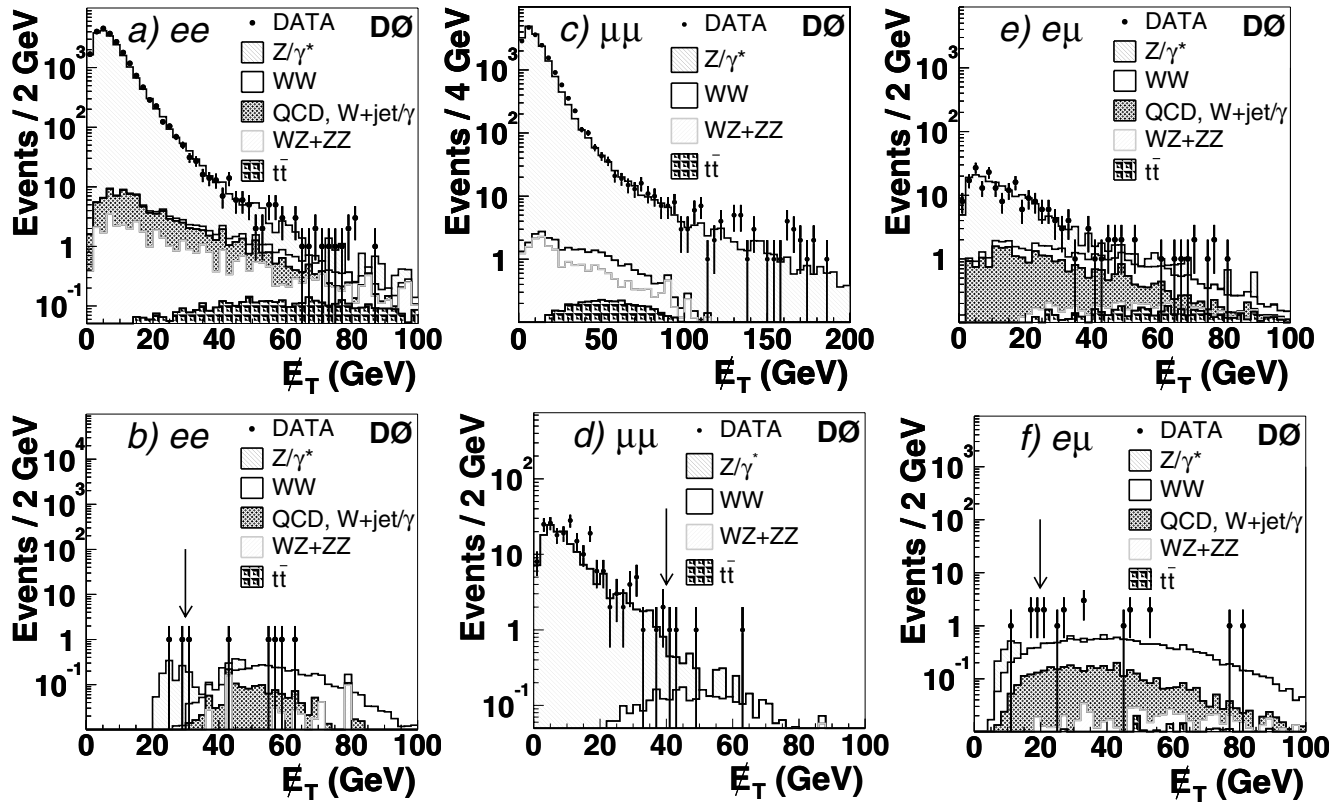 a) ee
DATA
DØ
Z/γ*
WW
QCD, W+jet/γ
WZ+ZZ
tt̄
Events / 2 GeV
10³
10²
10
1
10⁻¹
0 20 40 60 80 100
E̸_T (GeV)
c) μμ
DATA
DØ
Z/γ*
WW
WZ+ZZ
tt̄
Events / 4 GeV
10³
10²
10
1
0 50 100 150 200
E̸_T (GeV)
e) eμ
DATA
DØ
Z/γ*
WW
QCD, W+jet/γ
WZ+ZZ
tt̄
Events / 2 GeV
10³
10²
10
1
0 20 40 60 80 100
E̸_T (GeV)
b) ee
DATA
DØ
Z/γ*
WW
QCD, W+jet/γ
WZ+ZZ
tt̄
Events / 2 GeV
10⁴
10³
10²
10
1
10⁻¹
0 20 40 60 80 100
E̸_T (GeV)
d) μμ
DATA
DØ
Z/γ*
WW
WZ+ZZ
tt̄
Events / 2 GeV
10²
10
1
10⁻¹
0 20 40 60 80 100
E̸_T (GeV)
f) eμ
DATA
DØ
Z/γ*
WW
QCD, W+jet/γ
WZ+ZZ
tt̄
Events / 2 GeV
10³
10²
10
1
10⁻¹
0 20 40 60 80 100
E̸_T (GeV)